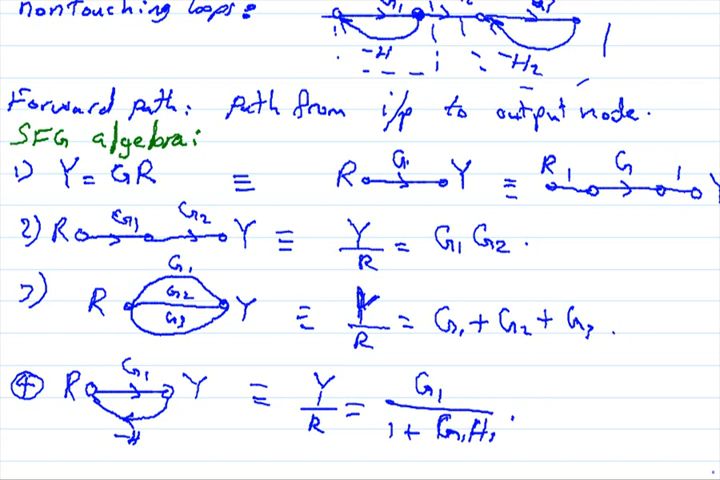 nontouching loops:
-H -H₂
Forward path: path from i/p to output node.
SFG algebra:
1) Y = GR ≡ R G Y ≡ R 1 G 1 Y
2) R G₁ G₂ Y ≡ Y/R = G₁ G₂.
3) R G₁ G₂ G₃ Y ≡ Y/R = G₁ + G₂ + G₃.
④ R G₁ -H Y ≡ Y/R = G₁/(1 + G₁H₁).